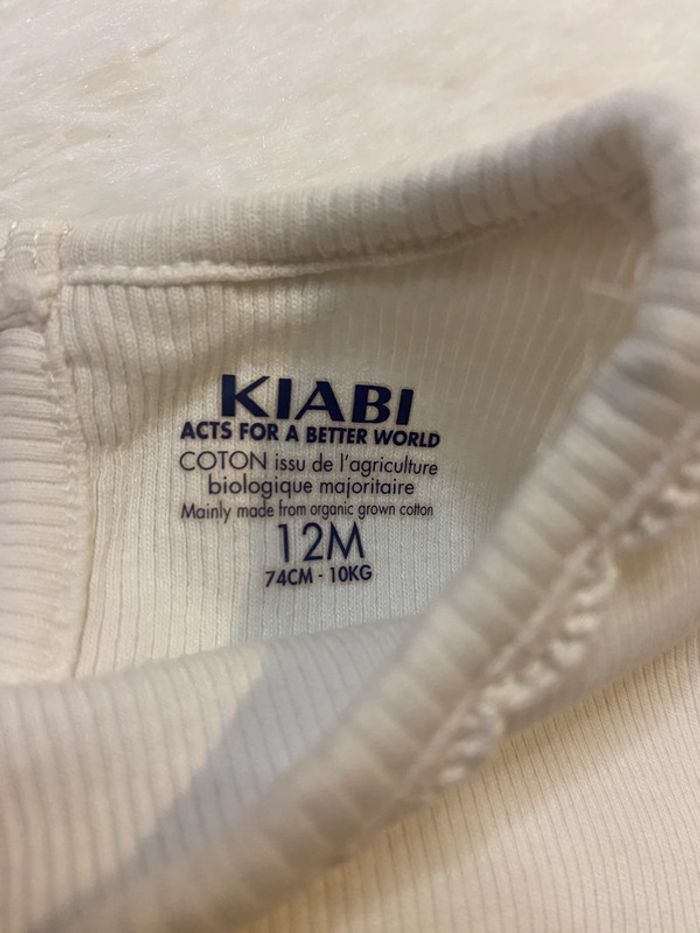 KIABI
ACTS FOR A BETTER WORLD
COTON issu de l'agriculture
biologique majoritaire
Mainly made from organic grown cotton
12M
74CM - 10KG